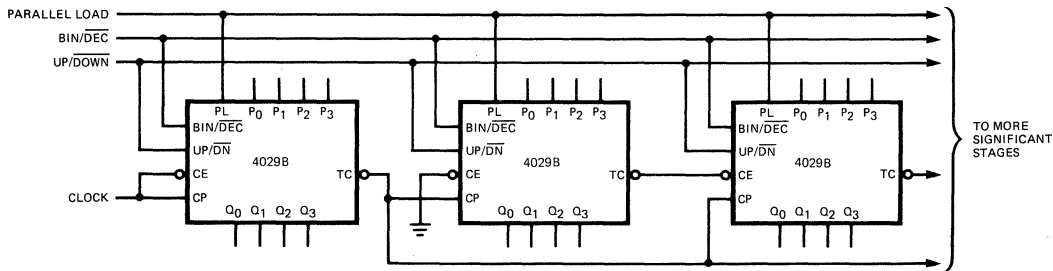 PARALLEL LOAD
BIN/DEC
UP/DOWN
PL P0 P1 P2 P3
BIN/DEC
UP/DN
4029B
CE
TC
CP
Q0 Q1 Q2 Q3
PL P0 P1 P2 P3
BIN/DEC
UP/DN
4029B
CE
TC
CP
Q0 Q1 Q2 Q3
PL P0 P1 P2 P3
BIN/DEC
UP/DN
4029B
CE
TC
CP
Q0 Q1 Q2 Q3
CLOCK
TO MORE
SIGNIFICANT
STAGES